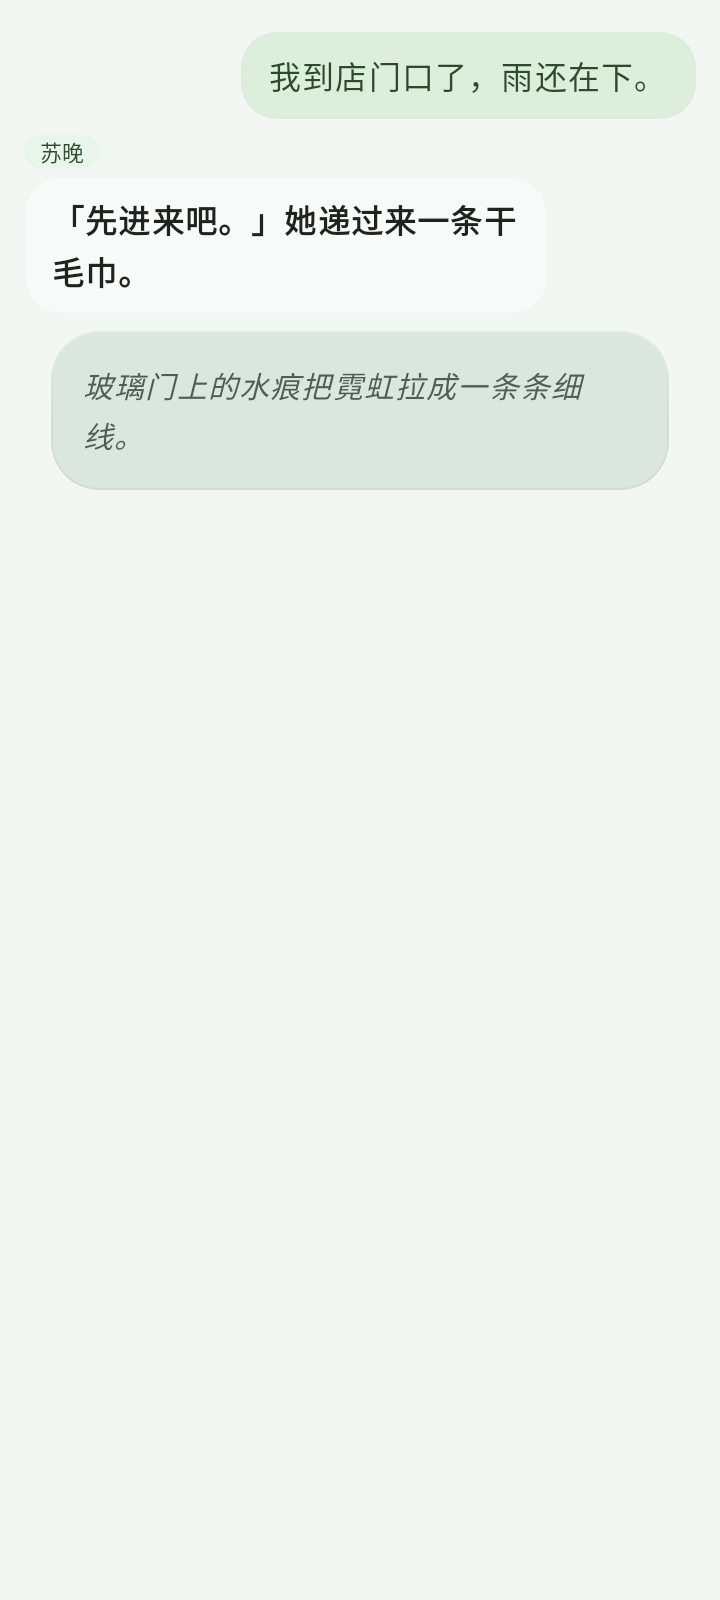 我到店门口了，雨还在下。
苏晚
「先进来吧。」她递过来一条干
毛巾。
玻璃门上的水痕把霓虹拉成一条条细
线。